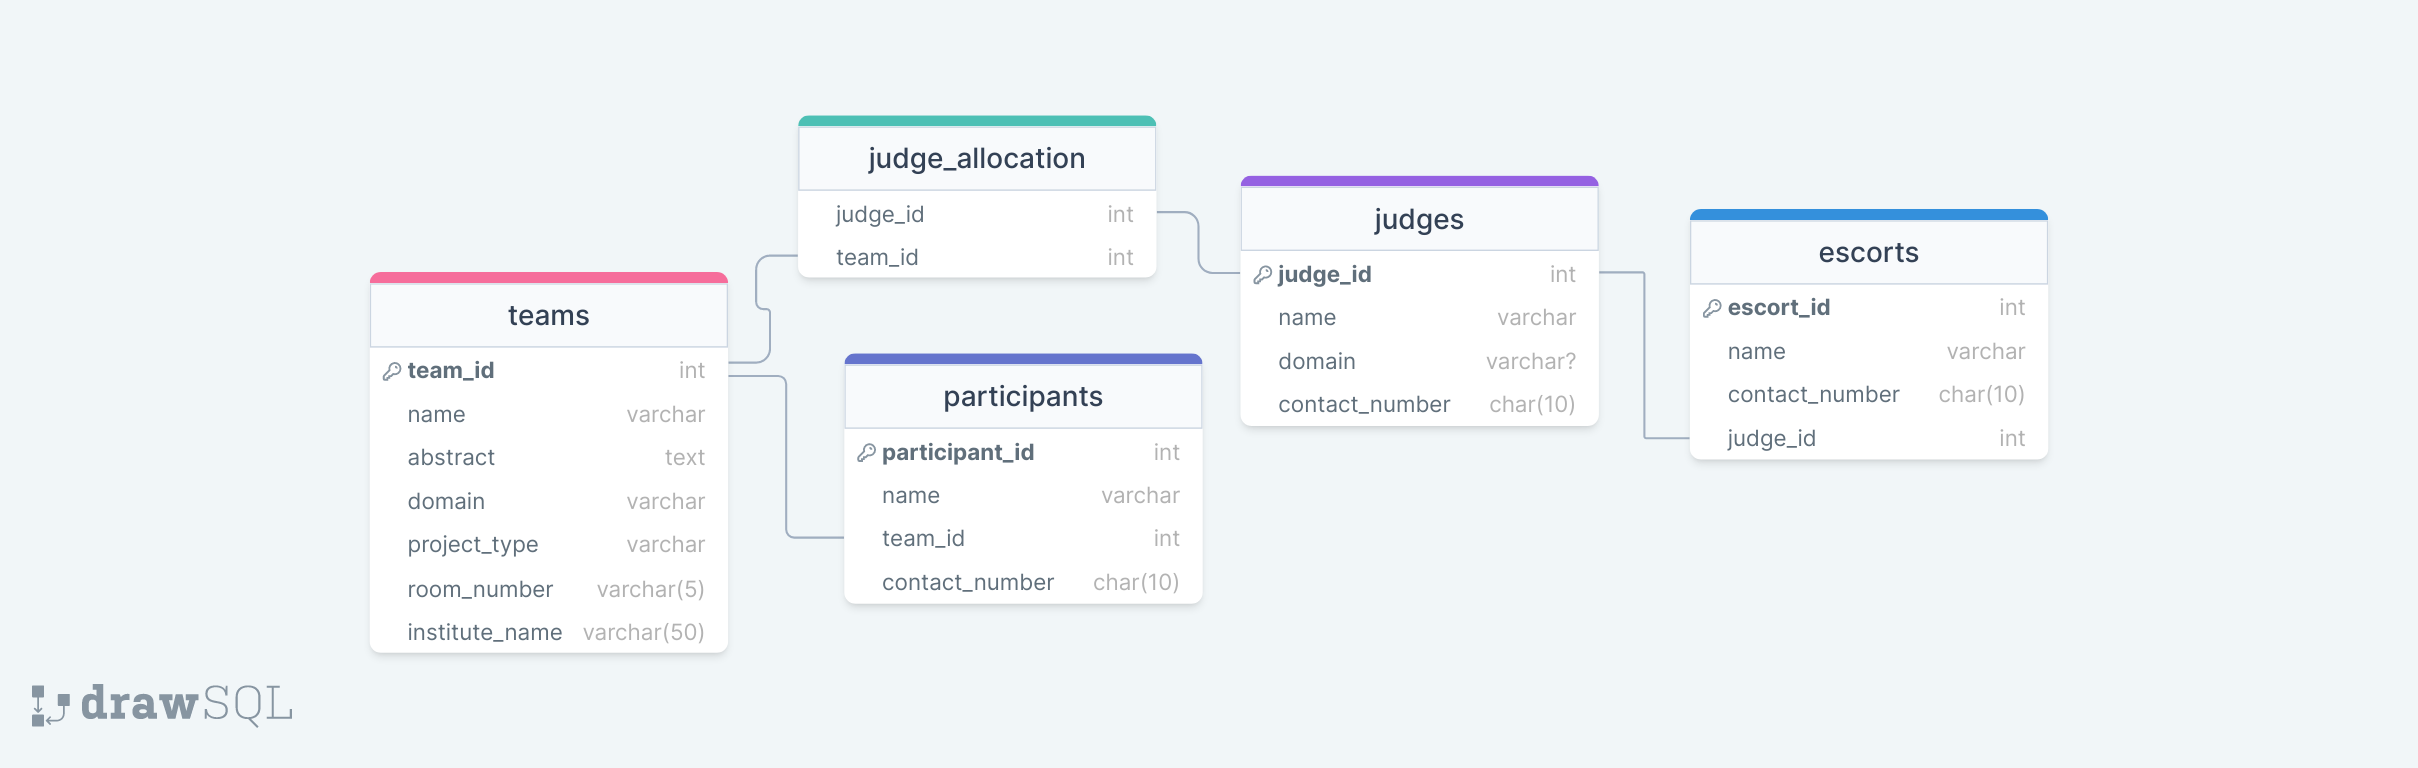 teams
team_id int
name varchar
abstract text
domain varchar
project_type varchar
room_number varchar(5)
institute_name varchar(50)
judge_allocation
judge_id int
team_id int
participants
participant_id int
name varchar
team_id int
contact_number char(10)
judges
judge_id int
name varchar
domain varchar?
contact_number char(10)
escorts
escort_id int
name varchar
contact_number char(10)
judge_id int
drawSQL